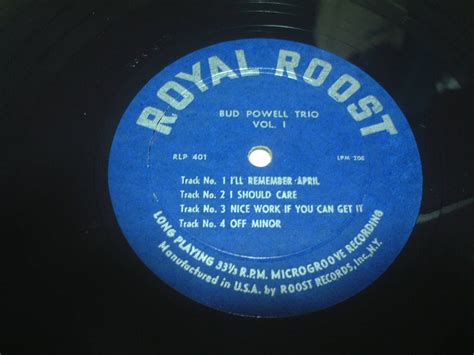 ROYAL ROOST
BUD POWELL TRIO
VOL. I
RLP 401
LPM 206
Track No. 1 I'LL REMEMBER APRIL
Track No. 2 I SHOULD CARE
Track No. 3 NICE WORK IF YOU CAN GET IT
Track No. 4 OFF MINOR
LONG PLAYING 33⅓ R.P.M. MICROGROOVE RECORDING
Manufactured in U.S.A. by ROOST RECORDS, Inc., N.Y.